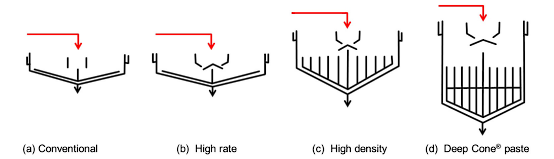 (a) Conventional (b) High rate (c) High density (d) Deep Cone® paste